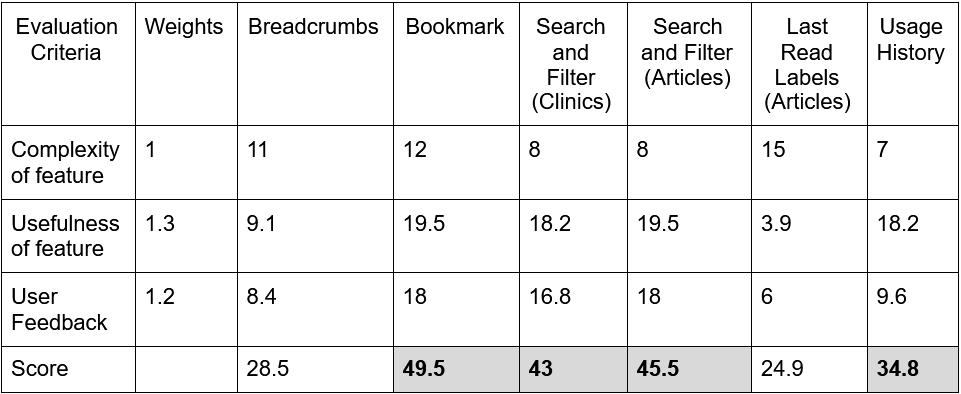 Evaluation Criteria Weights Breadcrumbs Bookmark Search and Filter (Clinics) Search and Filter (Articles) Last Read Labels (Articles) Usage History
Complexity of feature 1 11 12 8 8 15 7
Usefulness of feature 1.3 9.1 19.5 18.2 19.5 3.9 18.2
User Feedback 1.2 8.4 18 16.8 18 6 9.6
Score 28.5 49.5 43 45.5 24.9 34.8